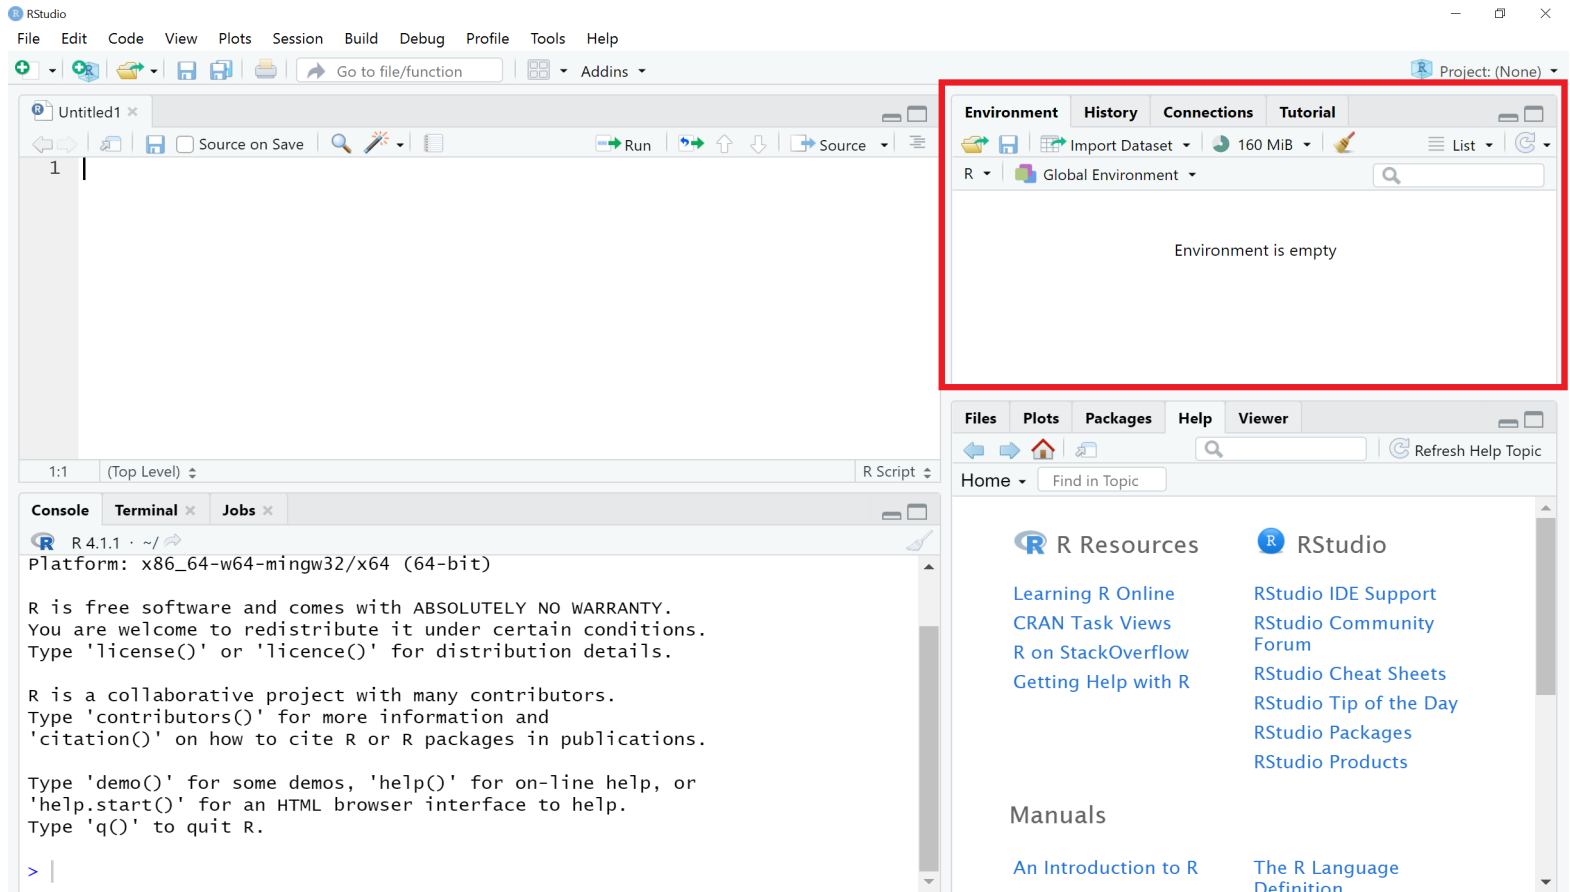 RStudio
File Edit Code View Plots Session Build Debug Profile Tools Help
Go to file/function Addins Project: (None)
Untitled1
Source on Save Run Source
1
1:1 (Top Level) R Script
Console Terminal Jobs
R 4.1.1 · ~/
Platform: x86_64-w64-mingw32/x64 (64-bit)
R is free software and comes with ABSOLUTELY NO WARRANTY.
You are welcome to redistribute it under certain conditions.
Type 'license()' or 'licence()' for distribution details.
R is a collaborative project with many contributors.
Type 'contributors()' for more information and
'citation()' on how to cite R or R packages in publications.
Type 'demo()' for some demos, 'help()' for on-line help, or
'help.start()' for an HTML browser interface to help.
Type 'q()' to quit R.
>
Environment History Connections Tutorial
Import Dataset 160 MiB List
R Global Environment
Environment is empty
Files Plots Packages Help Viewer
Refresh Help Topic
Home Find in Topic
R Resources
Learning R Online
CRAN Task Views
R on StackOverflow
Getting Help with R
R RStudio
RStudio IDE Support
RStudio Community
Forum
RStudio Cheat Sheets
RStudio Tip of the Day
RStudio Packages
RStudio Products
Manuals
An Introduction to R
The R Language
Definition